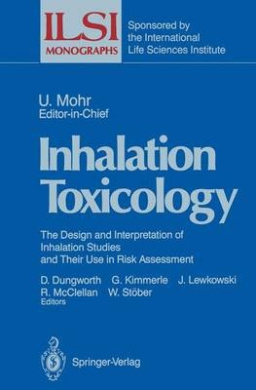 ILSI
MONOGRAPHS
Sponsored by
the International
Life Sciences Institute
U. Mohr
Editor-in-Chief
Inhalation
Toxicology
The Design and Interpretation of
Inhalation Studies
and Their Use in Risk Assessment
D. Dungworth G. Kimmerle J. Lewkowski
R. McClellan W. Stöber
Editors
Springer-Verlag